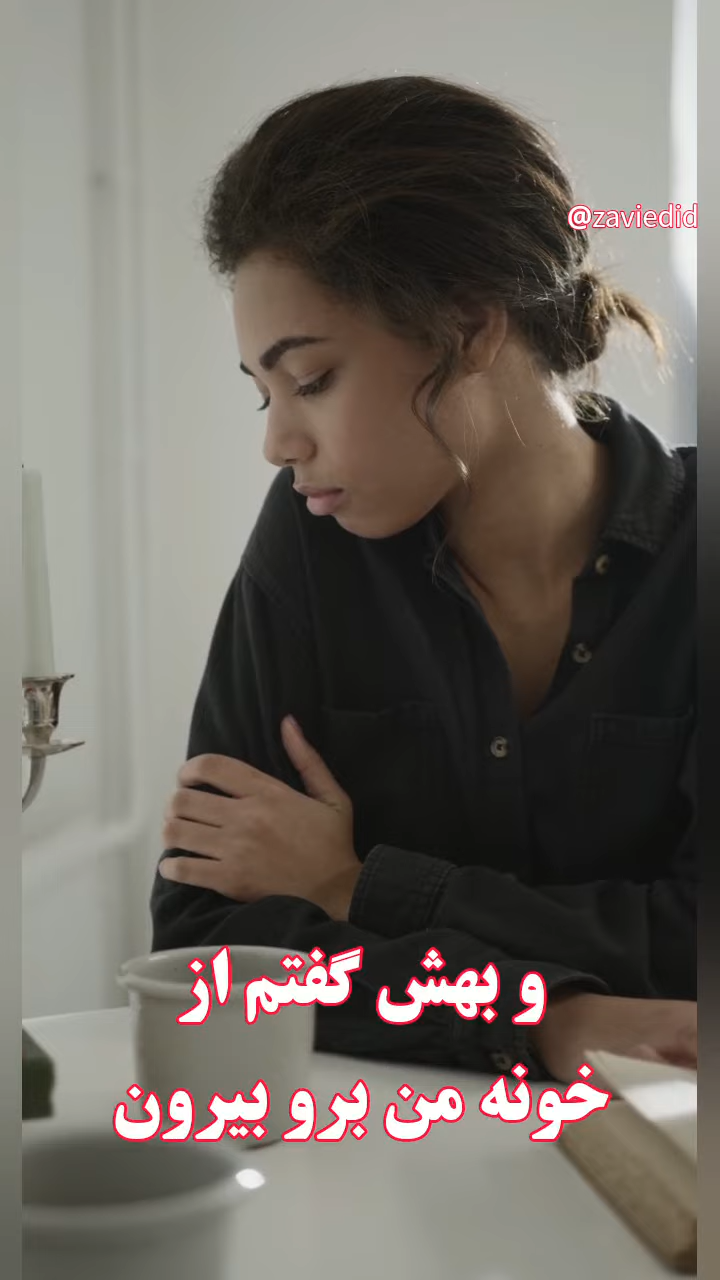 @zaviedid
و بهش گفتم از
خونه من برو بیرون